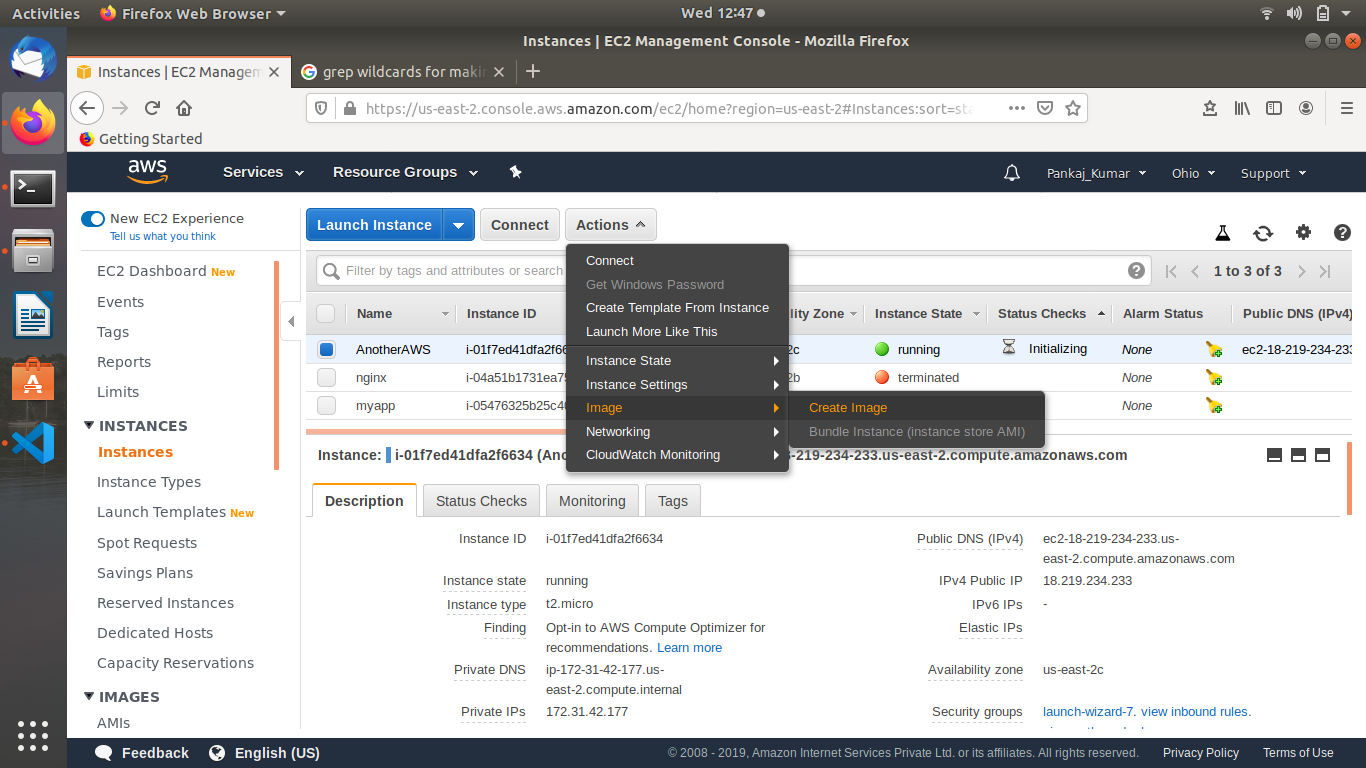 Activities
Firefox Web Browser
Wed 12:47
Instances | EC2 Management Console - Mozilla Firefox
Instances | EC2 Managem
grep wildcards for maki
https://us-east-2.console.aws.amazon.com/ec2/home?region=us-east-2#Instances:sort=sta
Getting Started
aws
Services
Resource Groups
Pankaj_Kumar
Ohio
Support
New EC2 Experience
Tell us what you think
EC2 Dashboard New
Events
Tags
Reports
Limits
INSTANCES
Instances
Instance Types
Launch Templates New
Spot Requests
Savings Plans
Reserved Instances
Dedicated Hosts
Capacity Reservations
IMAGES
AMIs
Launch Instance
Connect
Actions
Filter by tags and attributes or search
1 to 3 of 3
Name
Instance ID
lity Zone
Instance State
Status Checks
Alarm Status
Public DNS (IPv4)
AnotherAWS
i-01f7ed41dfa2f66
2c
running
Initializing
None
ec2-18-219-234-233
nginx
i-04a51b1731ea75
2b
terminated
None
myapp
i-05476325b25c46
None
Connect
Get Windows Password
Create Template From Instance
Launch More Like This
Instance State
Instance Settings
Image
Networking
CloudWatch Monitoring
Create Image
Bundle Instance (instance store AMI)
Instance: i-01f7ed41dfa2f6634 (Ano
-219-234-233.us-east-2.compute.amazonaws.com
Description
Status Checks
Monitoring
Tags
Instance ID
i-01f7ed41dfa2f6634
Public DNS (IPv4)
ec2-18-219-234-233.us-
east-2.compute.amazonaws.com
Instance state
running
IPv4 Public IP
18.219.234.233
Instance type
t2.micro
IPv6 IPs
-
Finding
Opt-in to AWS Compute Optimizer for
recommendations. Learn more
Elastic IPs
Private DNS
ip-172-31-42-177.us-
east-2.compute.internal
Availability zone
us-east-2c
Private IPs
172.31.42.177
Security groups
launch-wizard-7. view inbound rules.
Feedback
English (US)
© 2008 - 2019, Amazon Internet Services Private Ltd. or its affiliates. All rights reserved.
Privacy Policy
Terms of Use